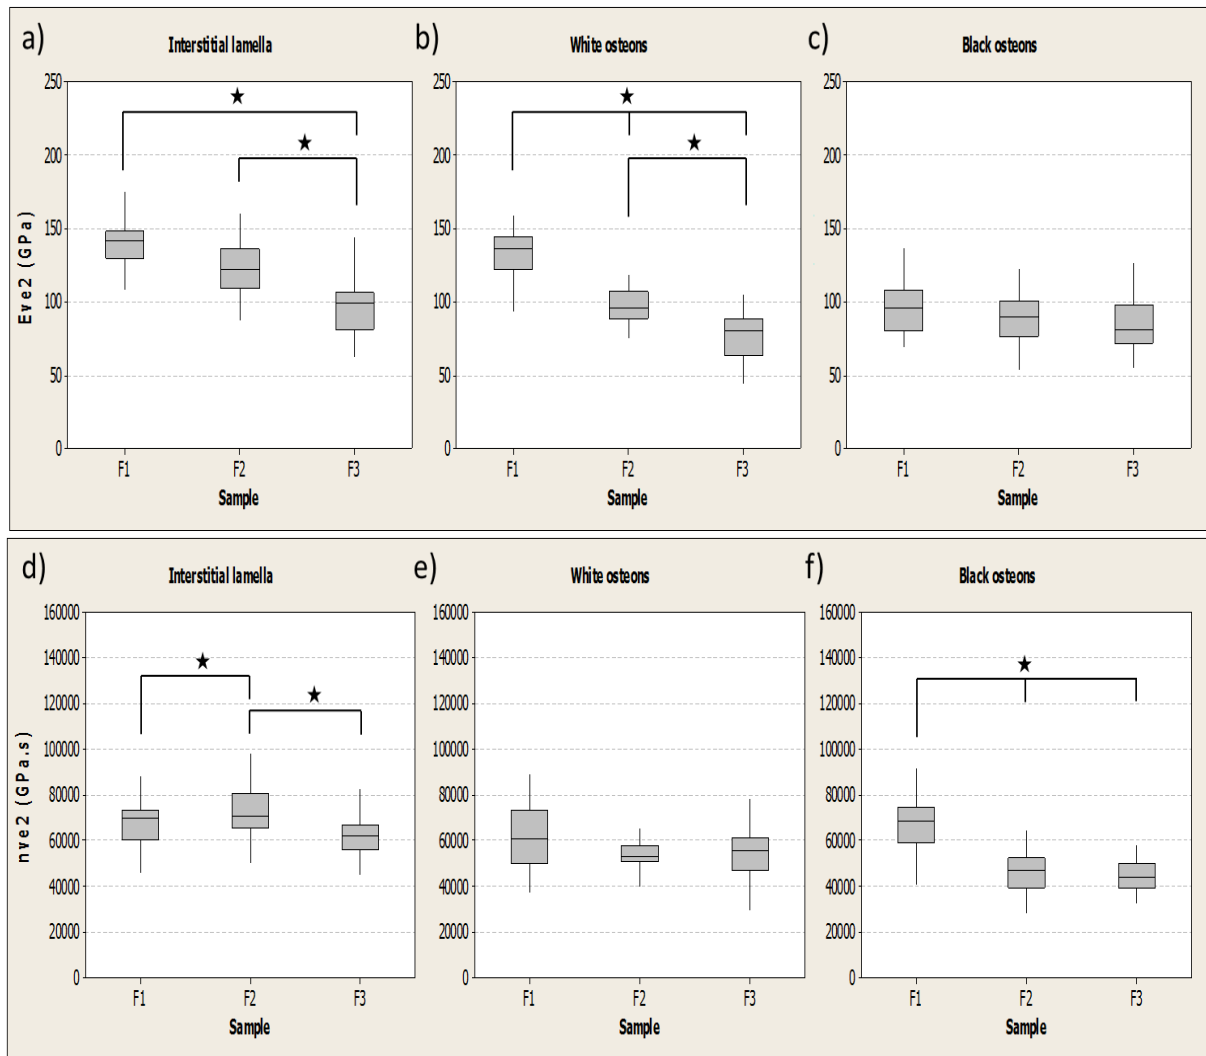 a)
Interstitial lamella
b)
White osteons
c)
Black osteons
Eve2 (GPa)
250
200
150
100
50
0
F1
F2
F3
Sample
250
200
150
100
50
0
F1
F2
F3
Sample
250
200
150
100
50
0
F1
F2
F3
Sample
d)
Interstitial lamella
e)
White osteons
f)
Black osteons
nve2 (GPa.s)
160000
140000
120000
100000
80000
60000
40000
20000
0
F1
F2
F3
Sample
160000
140000
120000
100000
80000
60000
40000
20000
0
F1
F2
F3
Sample
160000
140000
120000
100000
80000
60000
40000
20000
0
F1
F2
F3
Sample